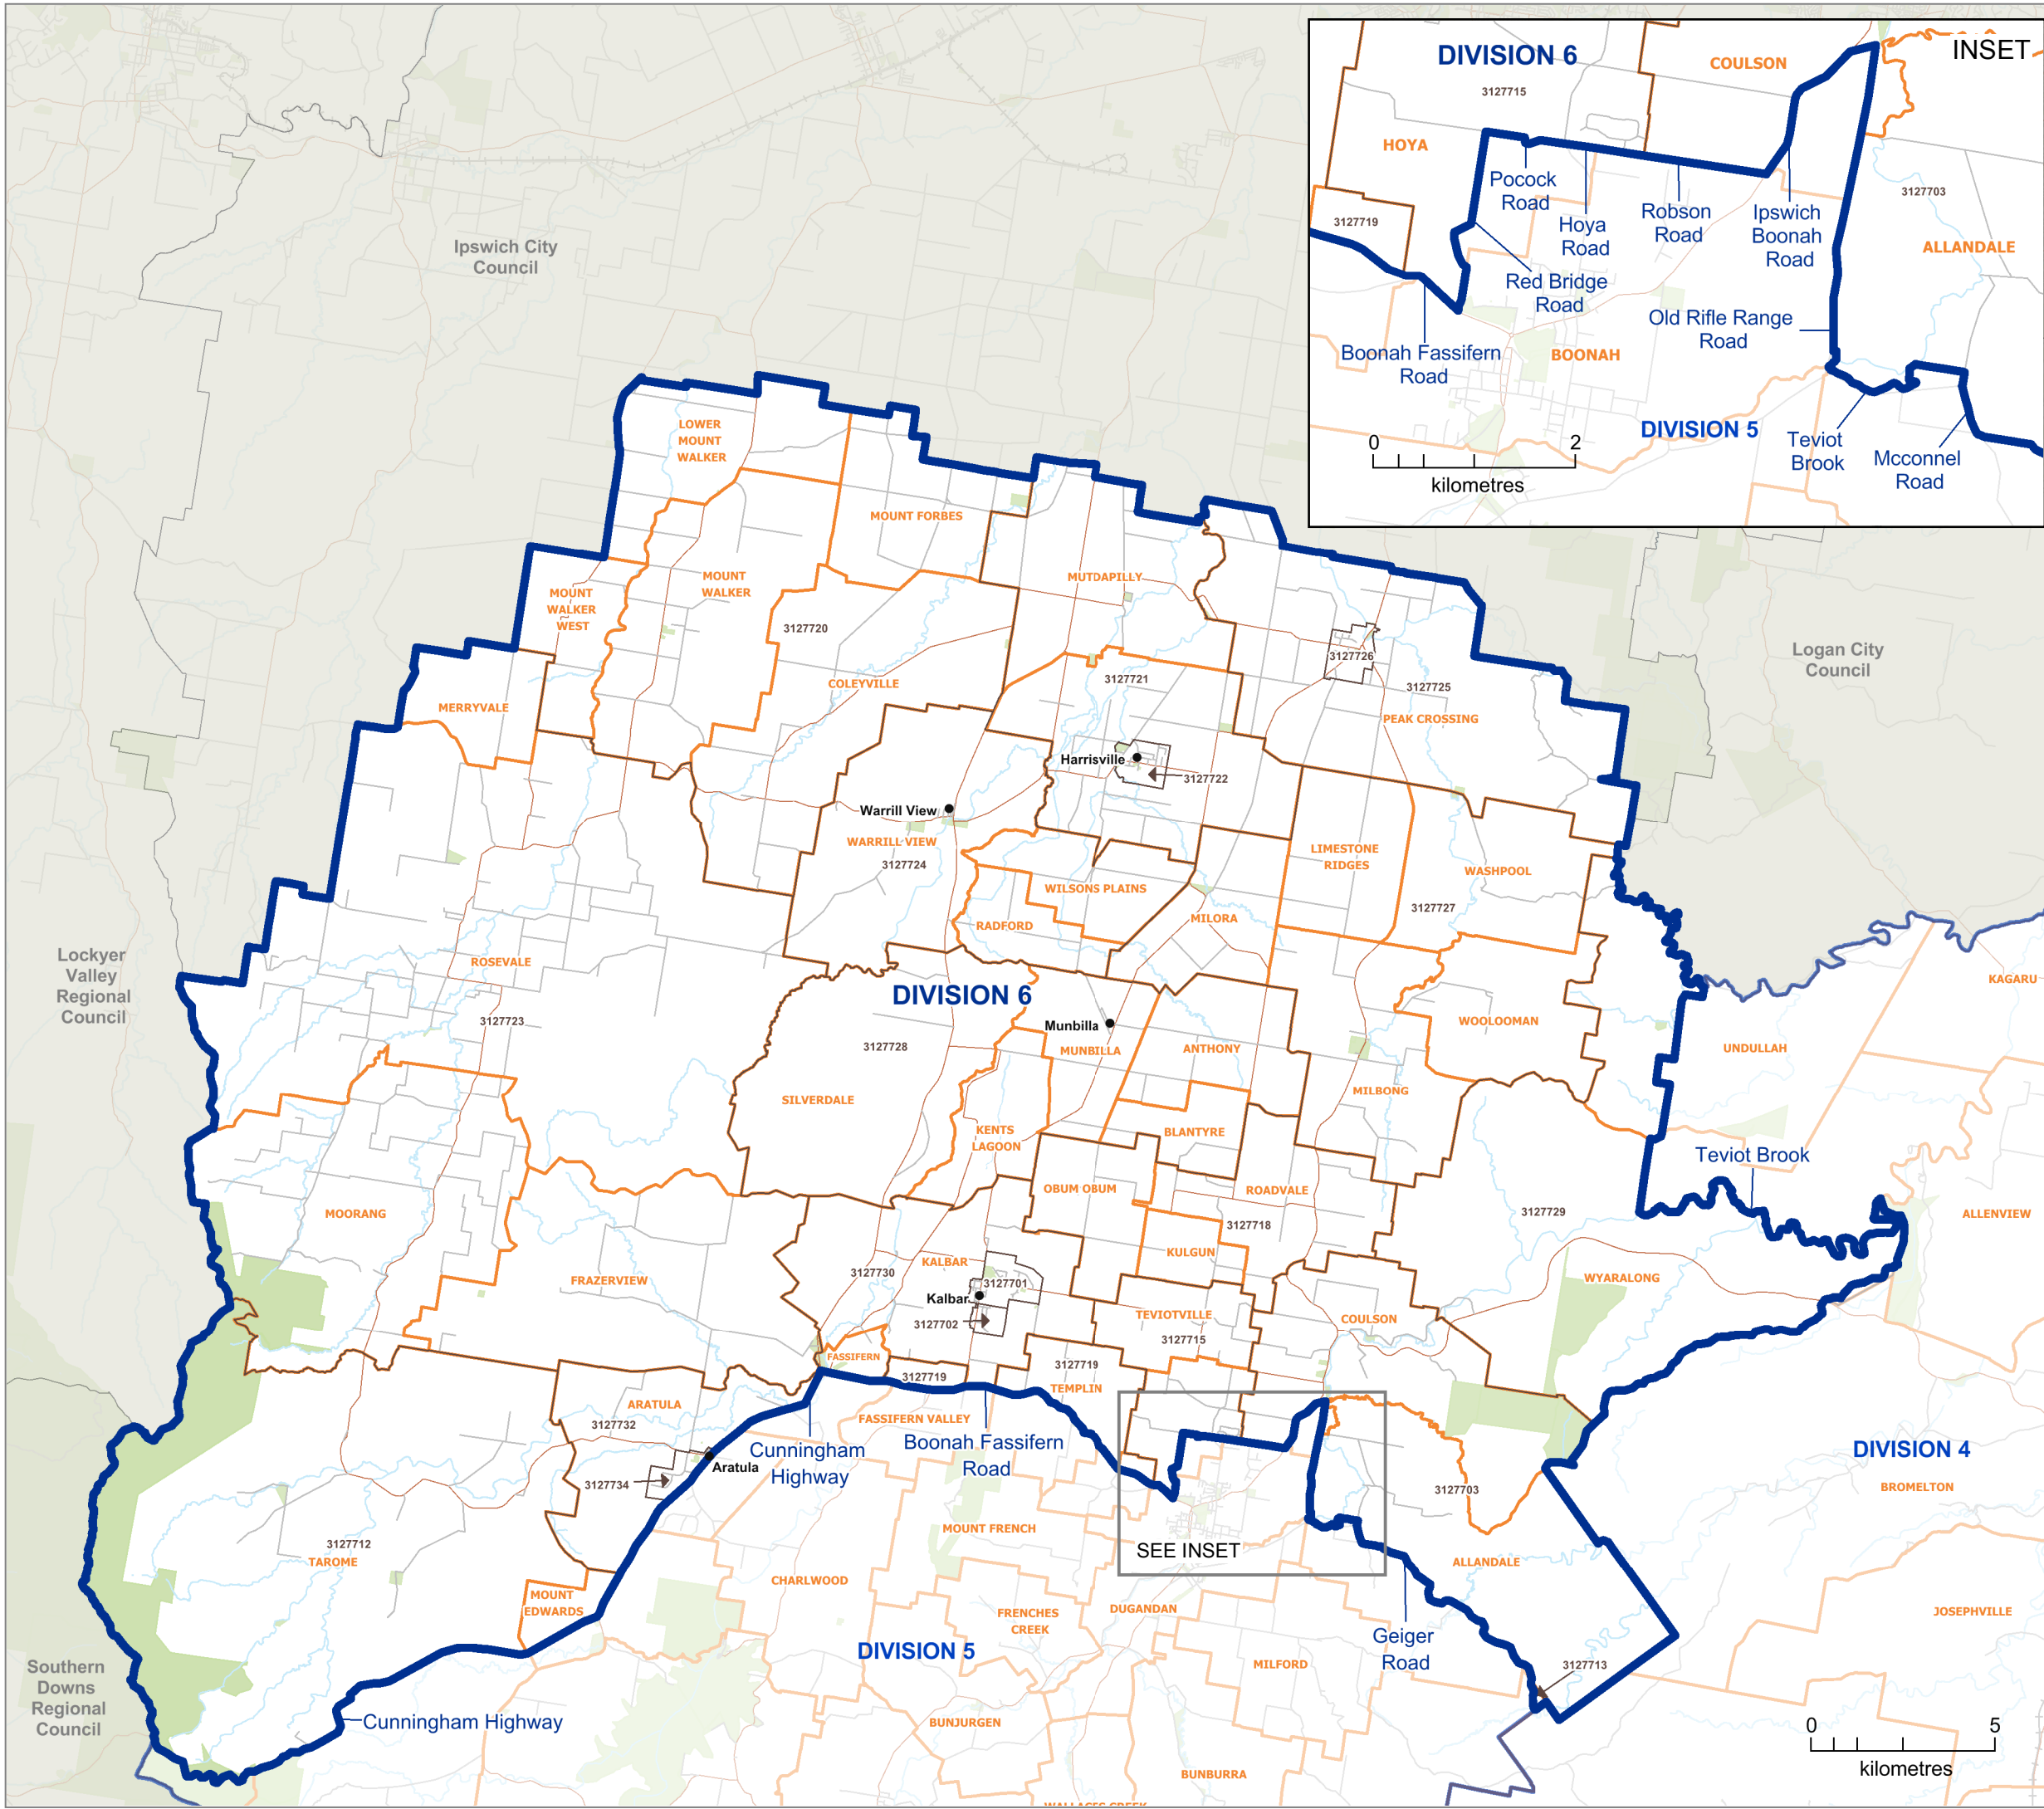 INSET
DIVISION 6
COULSON
3127715
HOYA
3127703
Pocock
Road
Hoya
Road
Robson
Road
Ipswich
Boonah
Road
3127719
ALLANDALE
Red Bridge
Road
Old Rifle Range
Road
Boonah Fassifern
Road
BOONAH
DIVISION 5
Teviot
Brook
Mcconnel
Road
0
2
kilometres
Ipswich City
Council
LOWER
MOUNT
WALKER
MOUNT FORBES
MOUNT
WALKER
MOUNT
WALKER
WEST
MUTDAPILLY
3127720
3127726
Logan City
Council
COLEYVILLE
3127721
3127725
MERRYVALE
PEAK CROSSING
Harrisville
3127722
Warrill View
WARRILL VIEW
3127724
LIMESTONE
RIDGES
WASHPOOL
WILSONS PLAINS
3127727
RADFORD
MILORA
Lockyer
Valley
Regional
Council
ROSEVALE
KAGARU
DIVISION 6
3127723
Munbilla
WOOLOOMAN
3127728
MUNBILLA
ANTHONY
UNDULLAH
SILVERDALE
MILBONG
KENTS
LAGOON
BLANTYRE
Teviot Brook
OBUM OBUM
ROADVALE
MOORANG
3127718
3127729
ALLENVIEW
KULGUN
FRAZERVIEW
3127730
KALBAR
3127701
WYARALONG
Kalbar
3127702
TEVIOTVILLE
COULSON
3127715
FASSIFERN
3127719
3127719
TEMPLIN
ARATULA
3127732
FASSIFERN VALLEY
Cunningham
Highway
Boonah Fassifern
Road
DIVISION 4
Aratula
3127734
3127703
BROMELTON
MOUNT FRENCH
SEE INSET
3127712
TAROME
ALLANDALE
CHARLWOOD
MOUNT
EDWARDS
FRENCHES
CREEK
DUGANDAN
JOSEPHVILLE
DIVISION 5
Geiger
Road
MILFORD
3127713
Southern
Downs
Regional
Council
Cunningham Highway
BUNJURGEN
0
5
kilometres
BUNBURRA
WALLACES CREEK